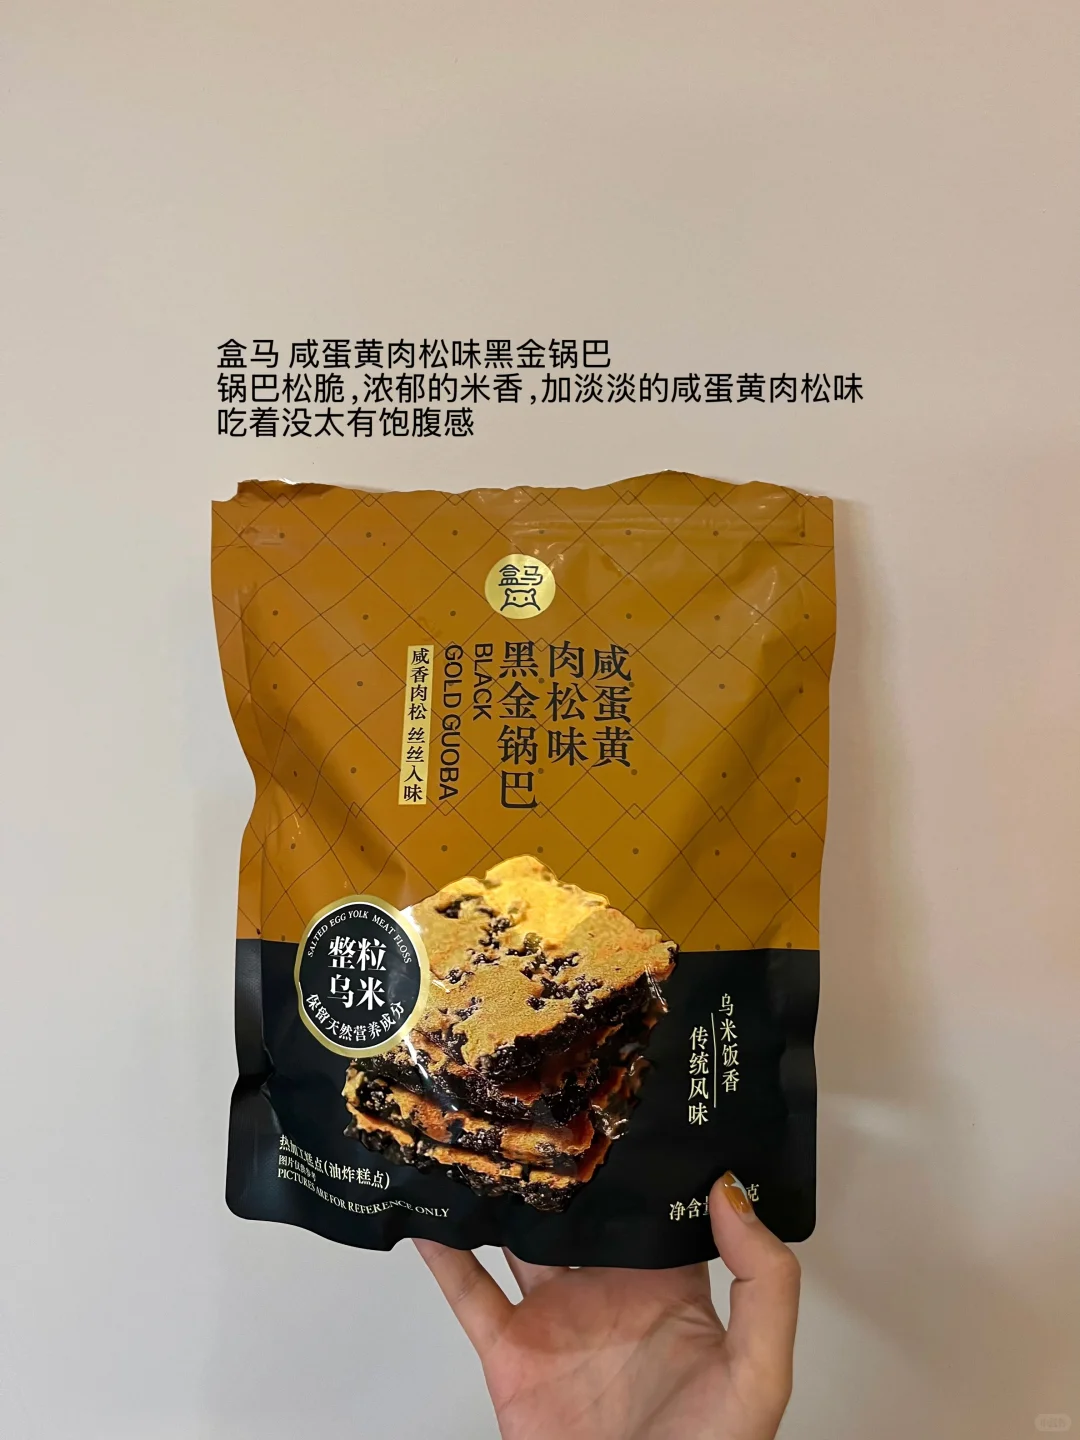 盒马 咸蛋黄肉松味黑金锅巴
锅巴松脆,浓郁的米香,加淡淡的咸蛋黄肉松味
吃着没太有饱腹感
盒马
咸蛋黄
肉松味
黑金锅巴
BLACK
GOLD GUOBA
咸香肉松 丝丝入味
SALTED EGG YOLK MEAT FLOSS
整粒
乌米
保留天然营养成分
乌米饭香
传统风味
热加工糕点(油炸糕点)
图片仅供参考
PICTURES ARE FOR REFERENCE ONLY
净含 克